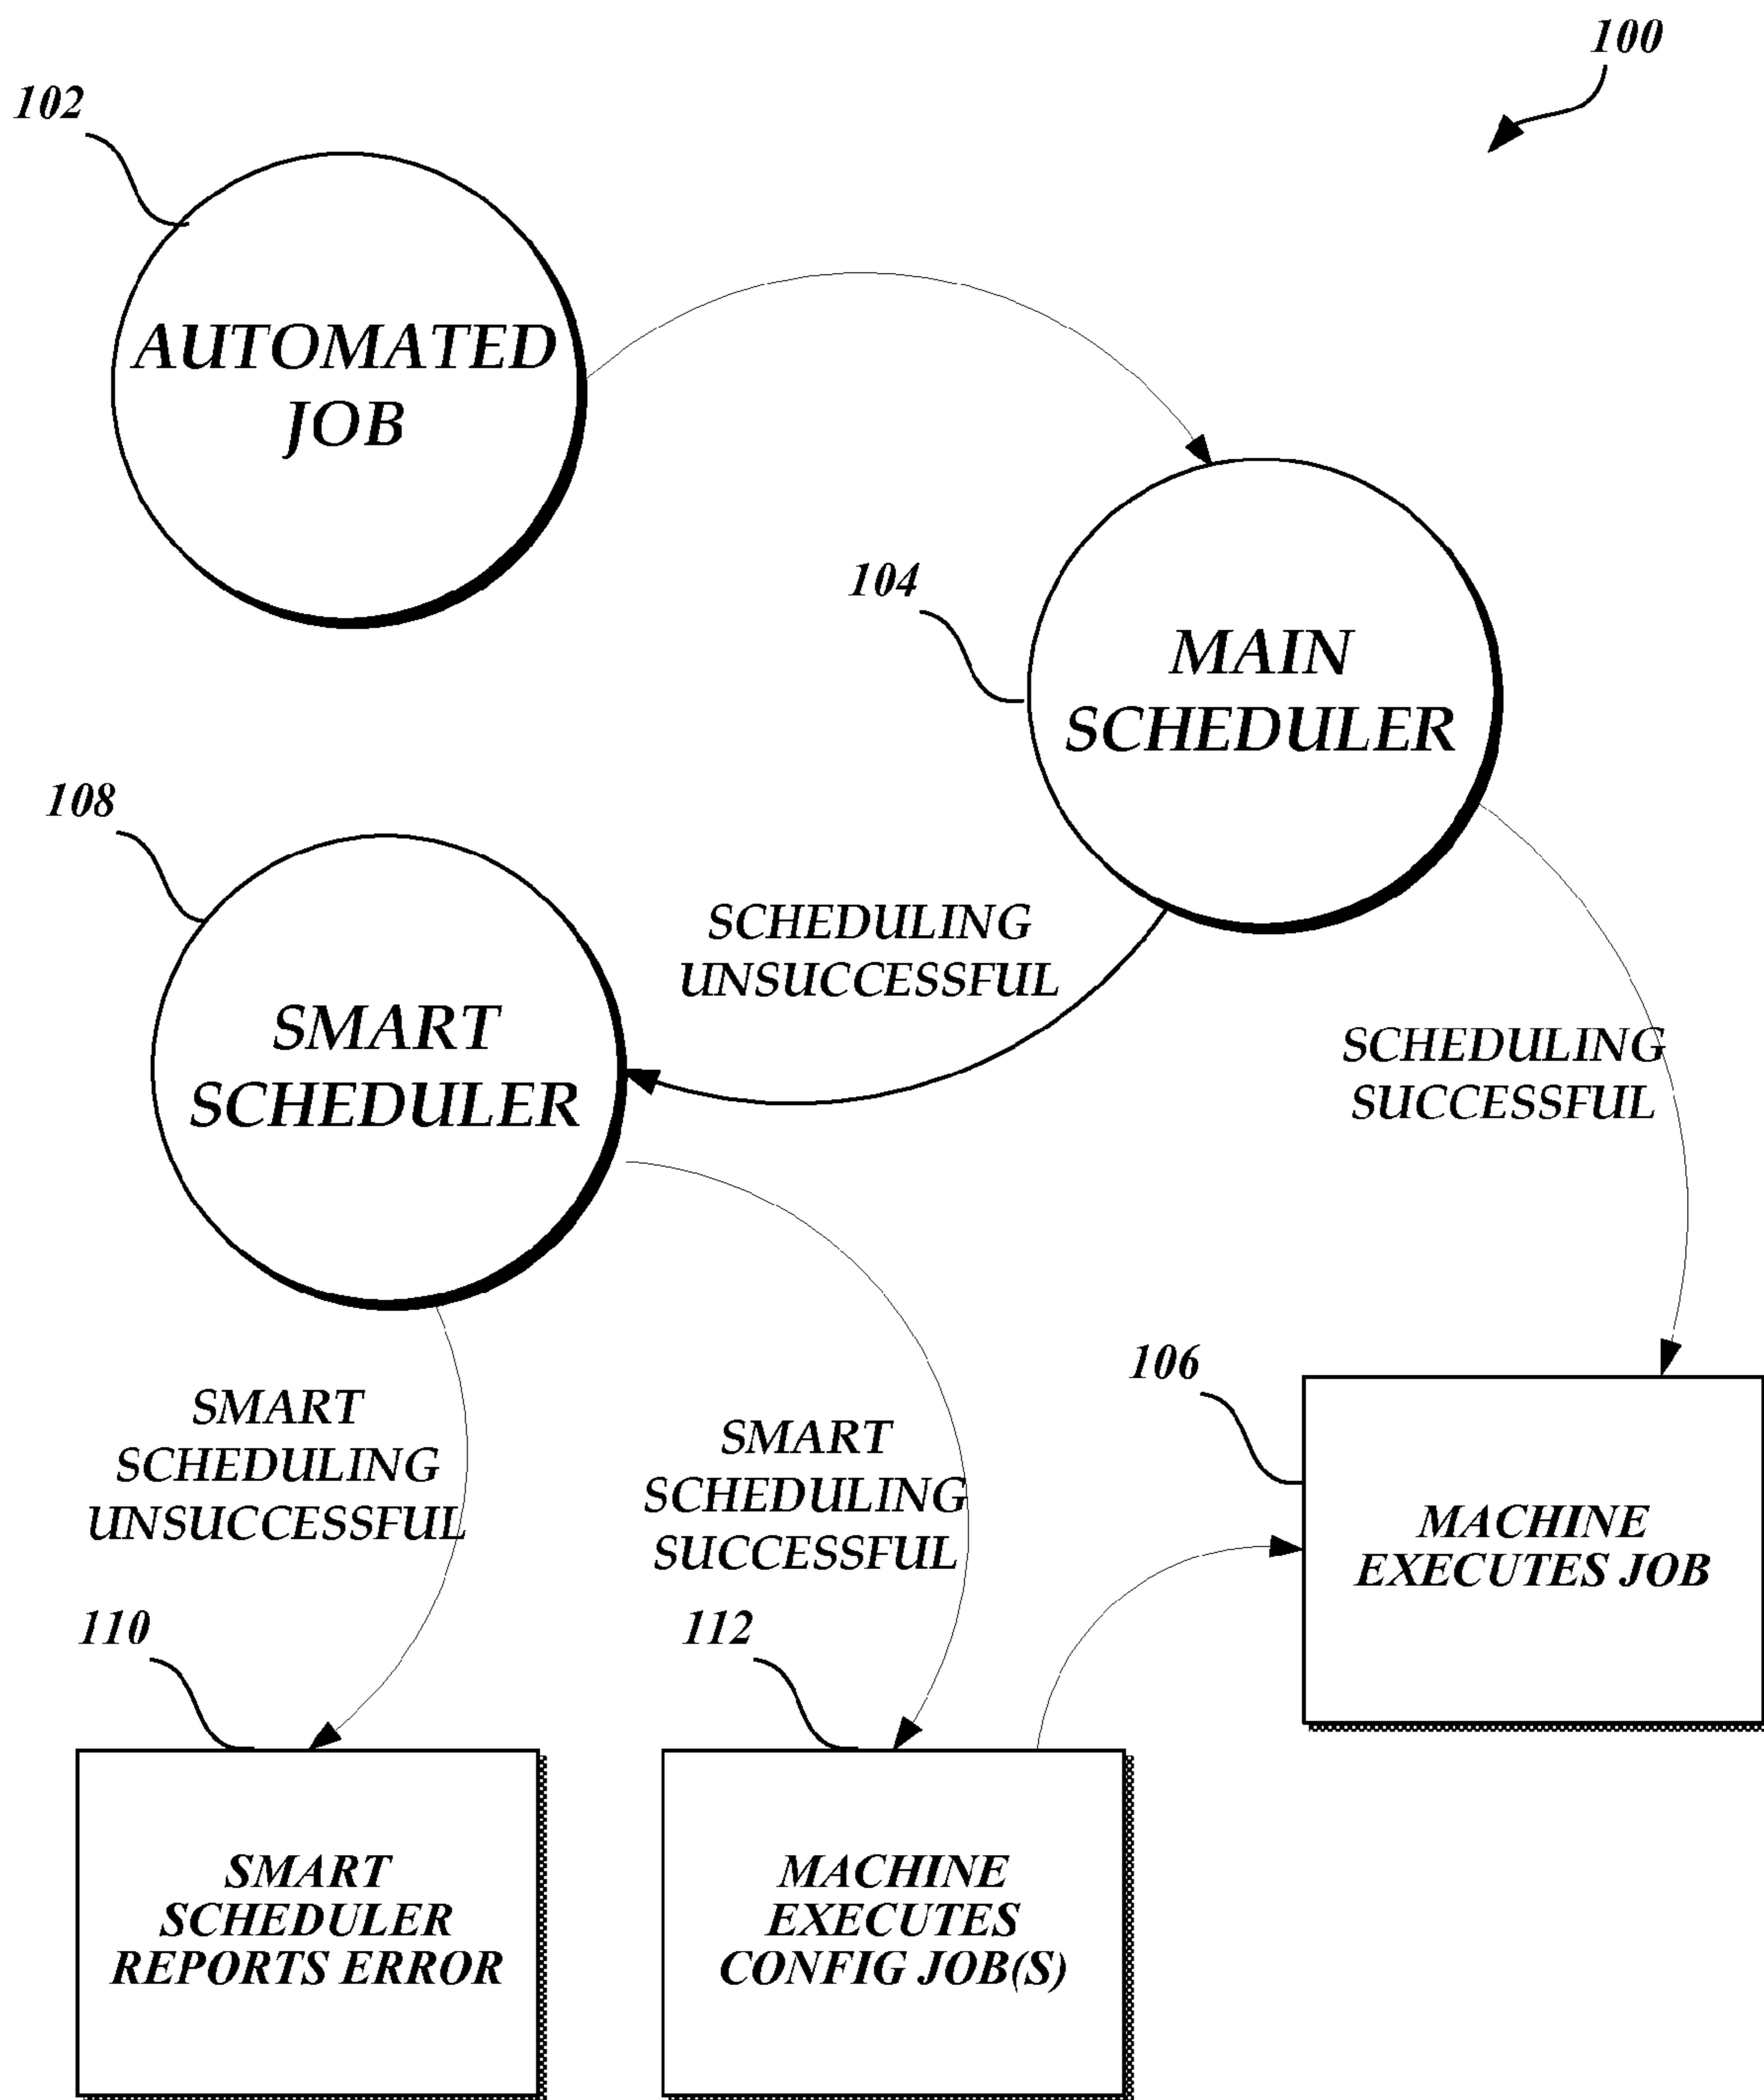 100
102
AUTOMATED
JOB
104
MAIN
SCHEDULER
108
SMART
SCHEDULER
SCHEDULING
UNSUCCESSFUL
SCHEDULING
SUCCESSFUL
SMART
SCHEDULING
UNSUCCESSFUL
SMART
SCHEDULING
SUCCESSFUL
106
MACHINE
EXECUTES JOB
110
SMART
SCHEDULER
REPORTS ERROR
112
MACHINE
EXECUTES
CONFIG JOB(S)